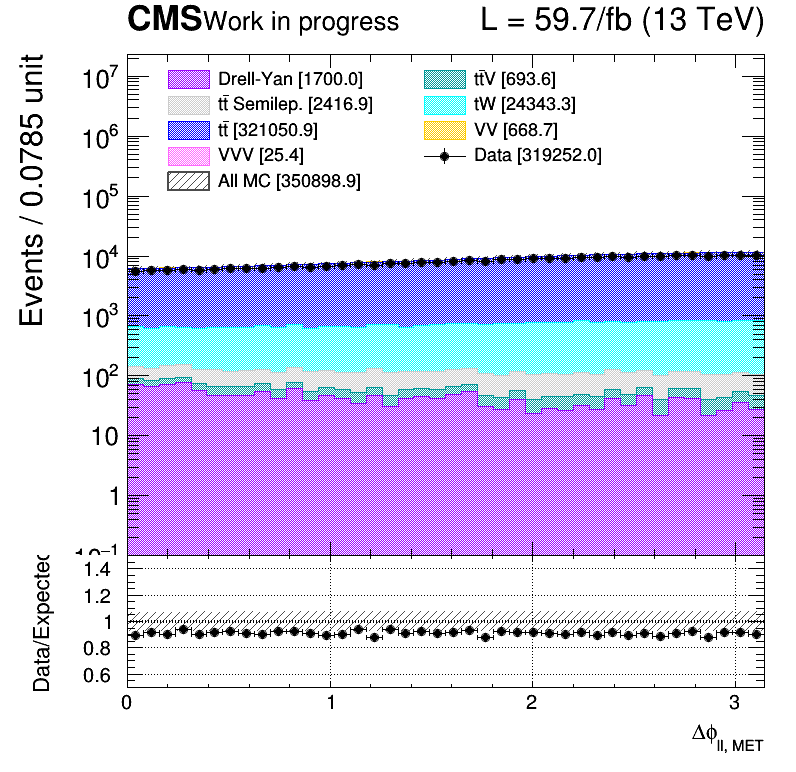 CMS Work in progress L = 59.7/fb (13 TeV)
Events / 0.0785 unit
Drell-Yan [1700.0]
tt̄ Semilep. [2416.9]
tt̄ [321050.9]
VVV [25.4]
All MC [350898.9]
tt̄V [693.6]
tW [24343.3]
VV [668.7]
Data [319252.0]
10⁷
10⁶
10⁵
10⁴
10³
10²
10
1
10⁻¹
Data/Expected
1.4
1.2
1
0.8
0.6
0 1 2 3
Δϕ_ll, MET